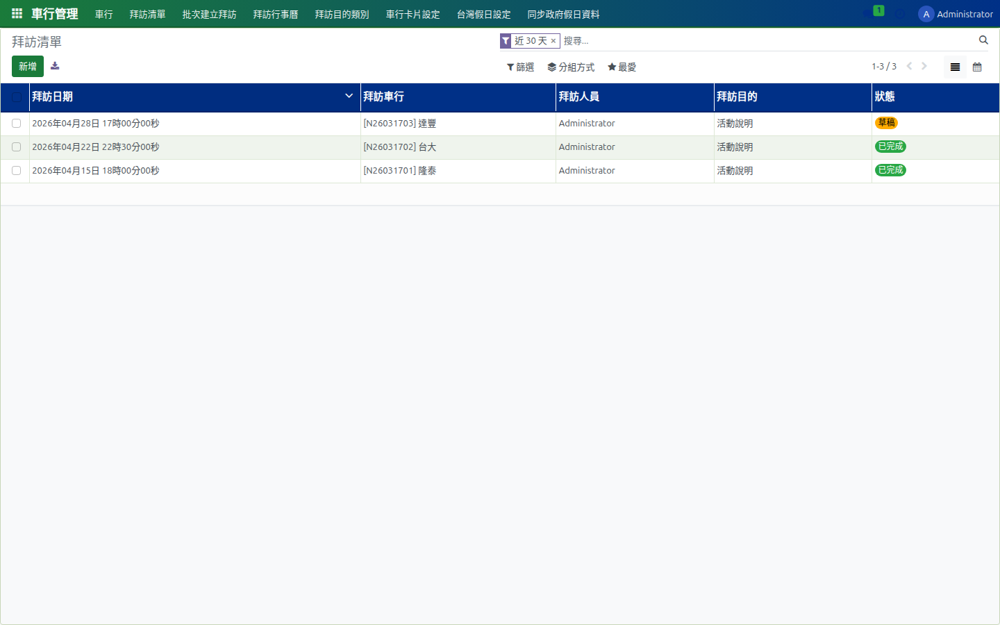 車行管理 車行 拜訪清單 批次建立拜訪 拜訪行事曆 拜訪目的類別 車行卡片設定 台灣假日設定 同步政府假日資料 1 A Administrator
拜訪清單 近 30 天 × 搜尋...
新增 篩選 分組方式 最愛 1-3 / 3
拜訪日期 拜訪車行 拜訪人員 拜訪目的 狀態
2026年04月28日 17時00分00秒 [N26031703] 達豐 Administrator 活動說明 草稿
2026年04月22日 22時30分00秒 [N26031702] 台大 Administrator 活動說明 已完成
2026年04月15日 18時00分00秒 [N26031701] 隆泰 Administrator 活動說明 已完成